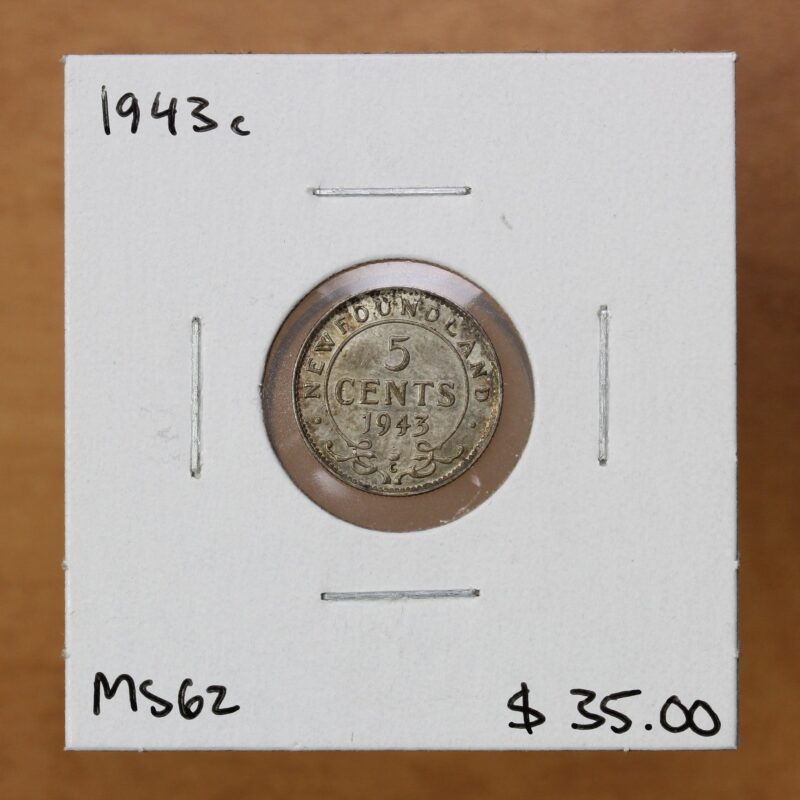 1943c
NEWFOUNDLAND
5
CENTS
1943
C
MS62
$ 35.00